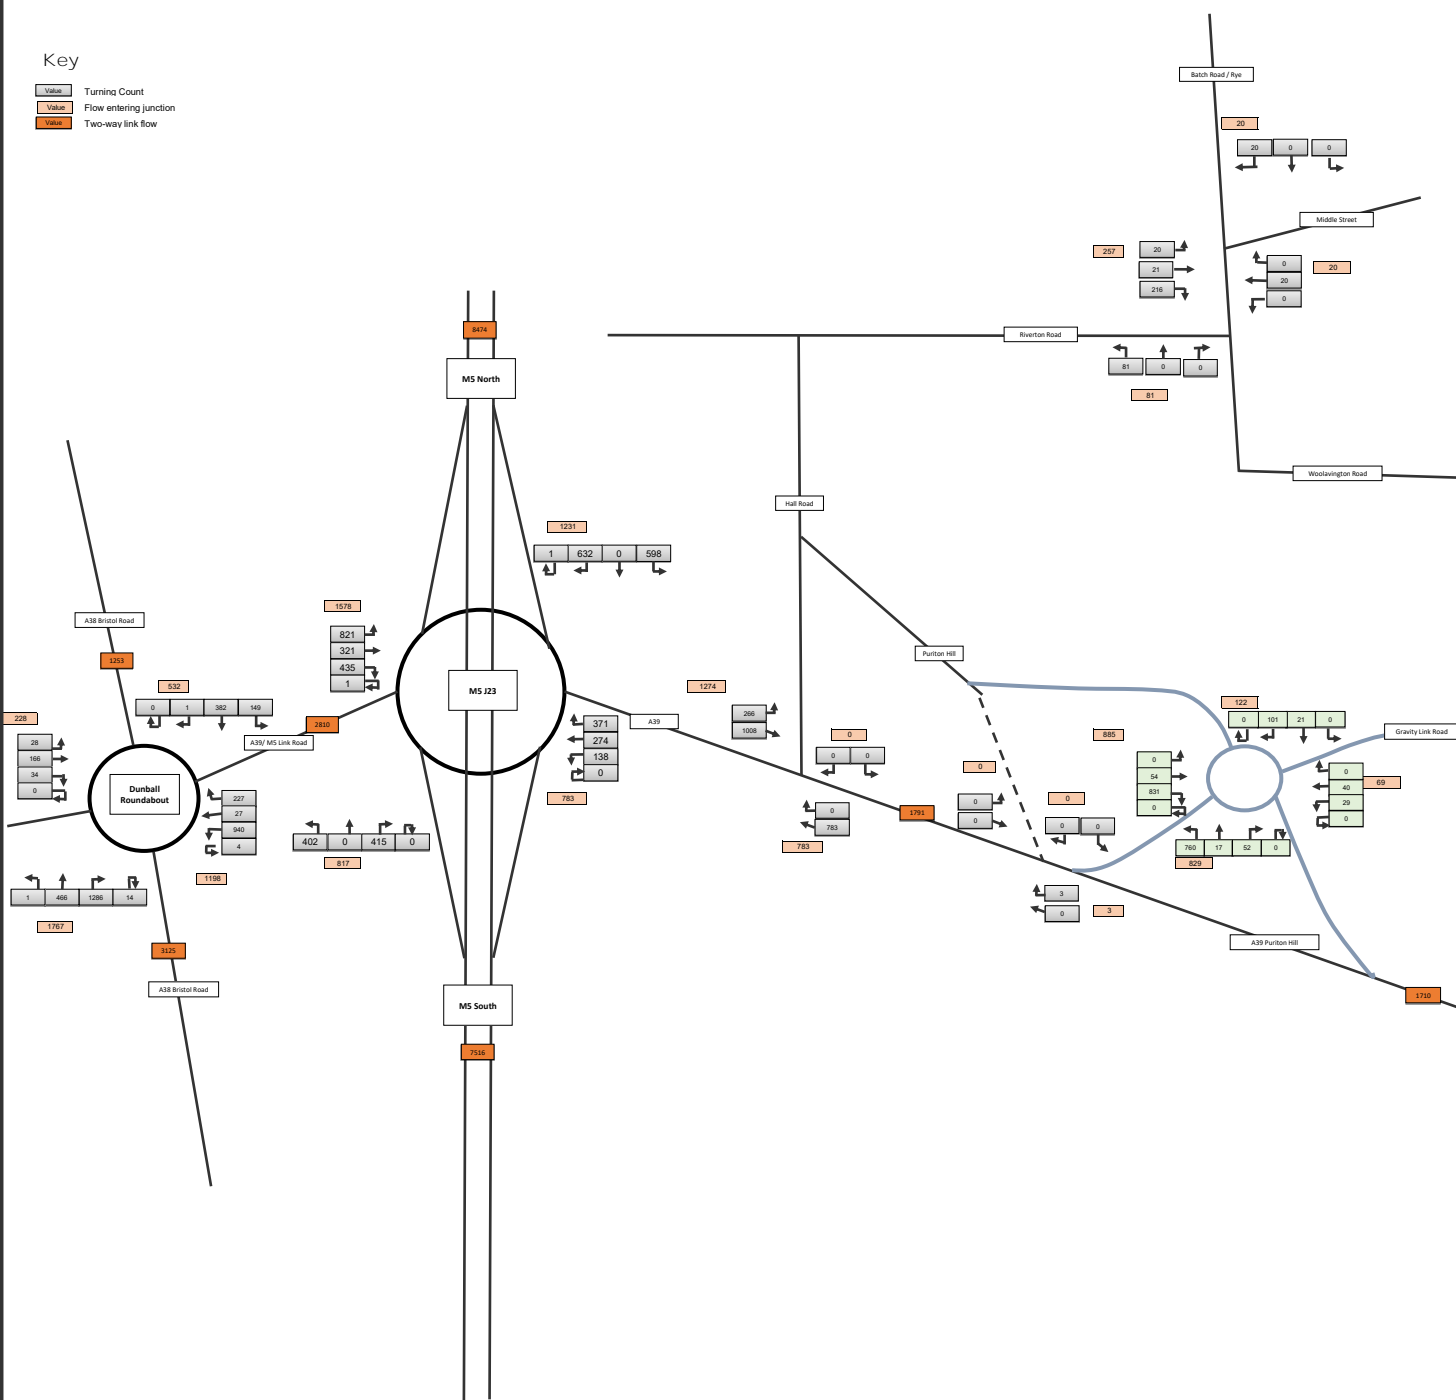 Key
Value Turning Count
Value Flow entering junction
Value Two-way link flow
Batch Road / Rye
20
20 0 0
Middle Street
257
20
21
216
0
20
0
20
8474
M5 North
Riverton Road
81 0 0
81
Woolavington Road
Hall Road
1231
1 632 0 598
1578
821
321
435
1
A38 Bristol Road
1253
532
0 1 382 149
228
28
166
34
0
2810
A39/ M5 Link Road
M5 J23
A39
371
274
138
0
783
Puriton Hill
1274
266
1008
0
0 0
0
783
783
1791
0
0
0
0
0 0
3
0
3
885
0
54
831
0
122
0 101 21 0
Gravity Link Road
0
40
29
0
69
760 17 52 0
829
A39 Puriton Hill
1710
Dunball
Roundabout
227
27
940
4
1198
402 0 415 0
817
1 466 1286 14
1767
3125
A38 Bristol Road
M5 South
7516